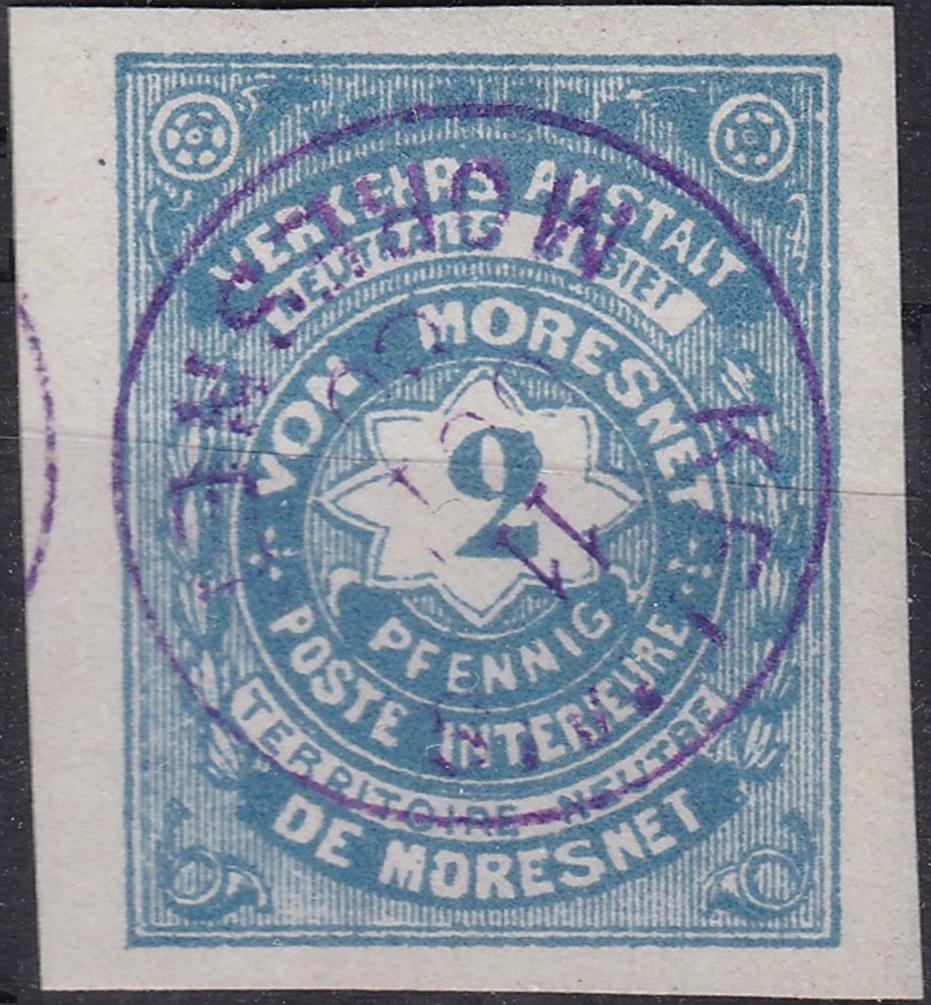 VERKEHRS ANSTALT
NEUTRALES GEBIET
VON MORESNET
2
PFENNIG
POSTE INTERIEURE
TERRITOIRE NEUTRE
DE MORESNET